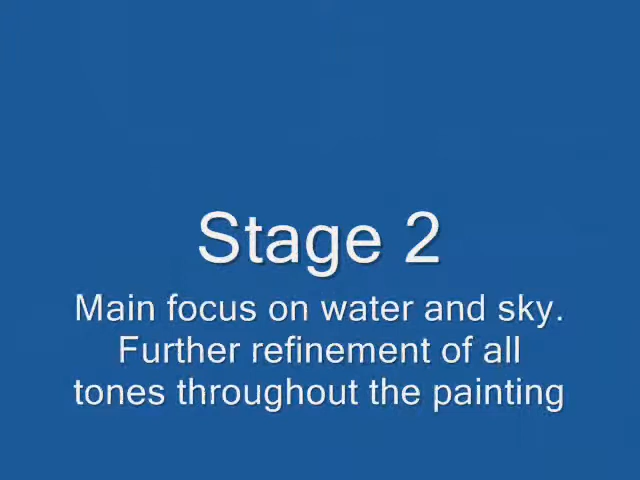 Stage 2
Main focus on water and sky.
Further refinement of all
tones throughout the painting